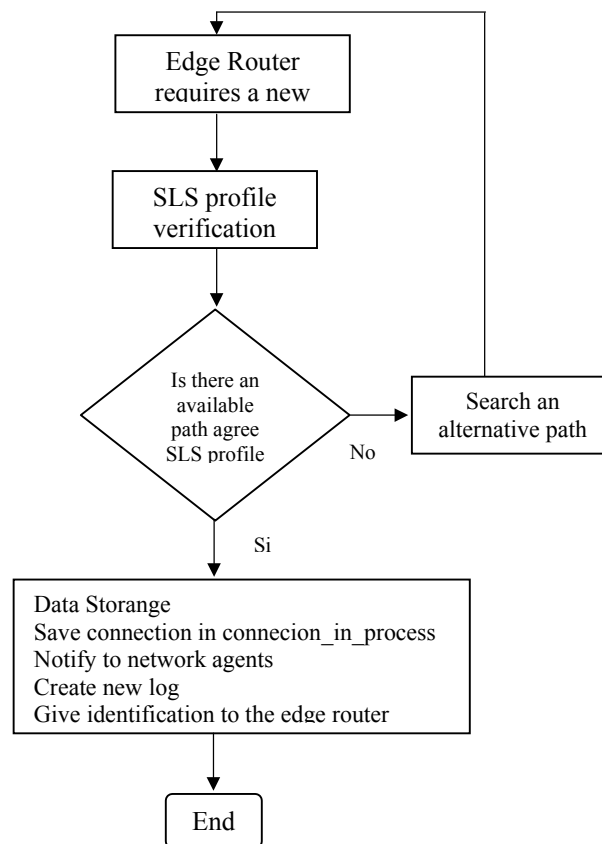 Edge Router
requires a new
SLS profile
verification
Is there an
available
path agree
SLS profile
No
Search an
alternative path
Si
Data Storange
Save connection in connecion_in_process
Notify to network agents
Create new log
Give identification to the edge router
End